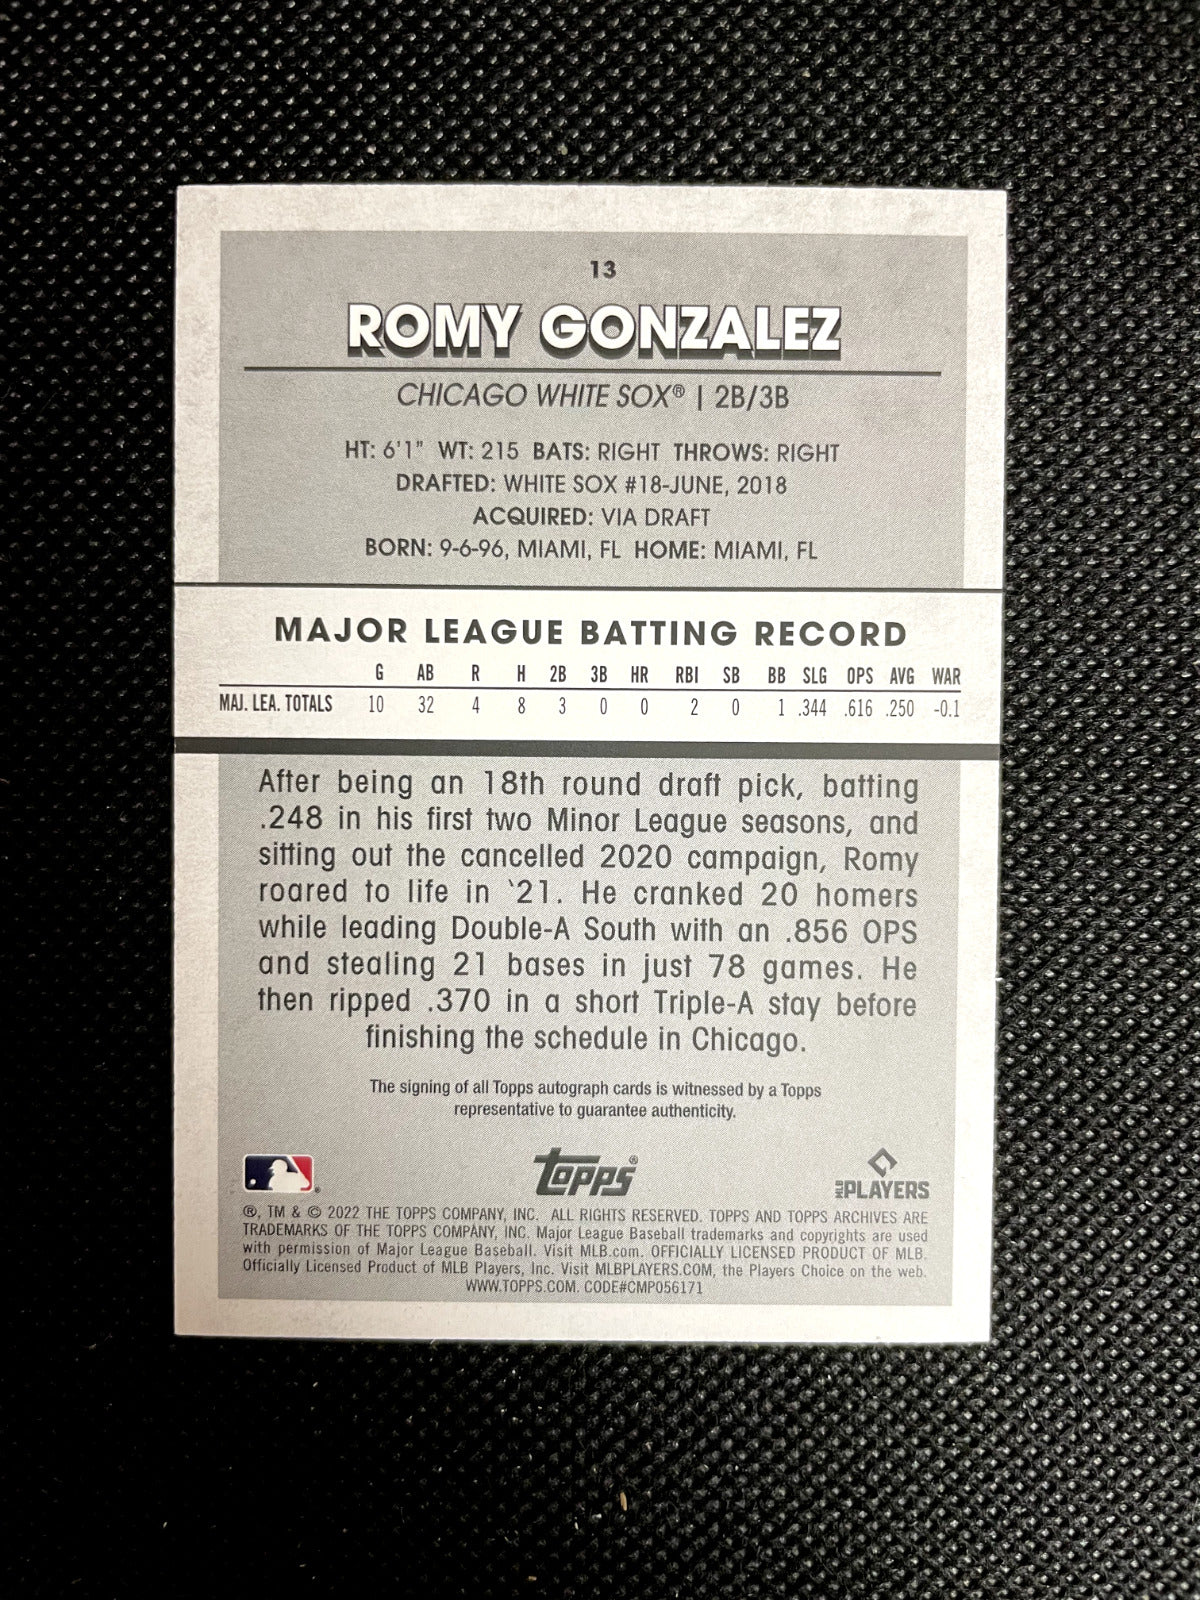 13
ROMY GONZALEZ
CHICAGO WHITE SOX® | 2B/3B
HT: 6'1" WT: 215 BATS: RIGHT THROWS: RIGHT
DRAFTED: WHITE SOX #18-JUNE, 2018
ACQUIRED: VIA DRAFT
BORN: 9-6-96, MIAMI, FL HOME: MIAMI, FL
MAJOR LEAGUE BATTING RECORD
G AB R H 2B 3B HR RBI SB BB SLG OPS AVG WAR
MAJ. LEA. TOTALS 10 32 4 8 3 0 0 2 0 1 .344 .616 .250 -0.1
After being an 18th round draft pick, batting
.248 in his first two Minor League seasons, and
sitting out the cancelled 2020 campaign, Romy
roared to life in '21. He cranked 20 homers
while leading Double-A South with an .856 OPS
and stealing 21 bases in just 78 games. He
then ripped .370 in a short Triple-A stay before
finishing the schedule in Chicago.
The signing of all Topps autograph cards is witnessed by a Topps
representative to guarantee authenticity.
topps® MLB PLAYERS
®, TM & © 2022 THE TOPPS COMPANY, INC. ALL RIGHTS RESERVED. TOPPS AND TOPPS ARCHIVES ARE
TRADEMARKS OF THE TOPPS COMPANY, INC. Major League Baseball trademarks and copyrights are used
with permission of Major League Baseball. Visit MLB.com. OFFICIALLY LICENSED PRODUCT OF MLB.
Officially Licensed Product of MLB Players, Inc. Visit MLBPLAYERS.COM, the Players Choice on the web.
WWW.TOPPS.COM. CODE#CMP056171